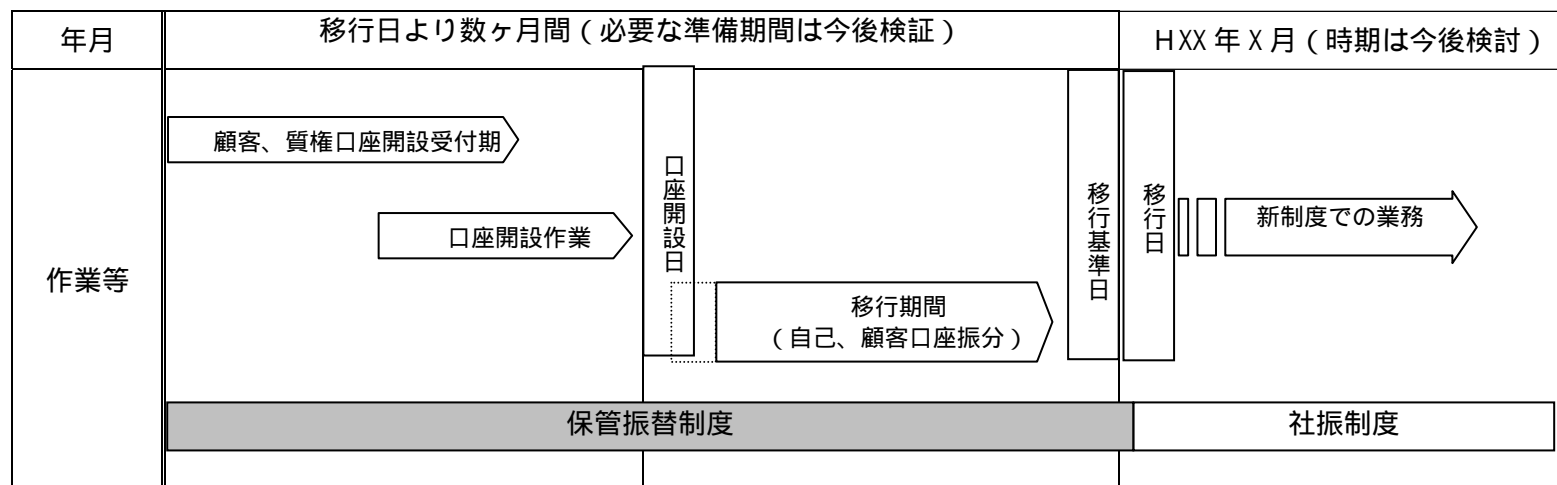 年月
移行日より数ヶ月間（必要な準備期間は今後検証）
HXX年X月（時期は今後検討）
作業等
顧客、質権口座開設受付期
口座開設作業
口座開設日
移行期間
（自己、顧客口座振分）
移行基準日
移行日
新制度での業務
保管振替制度
社振制度